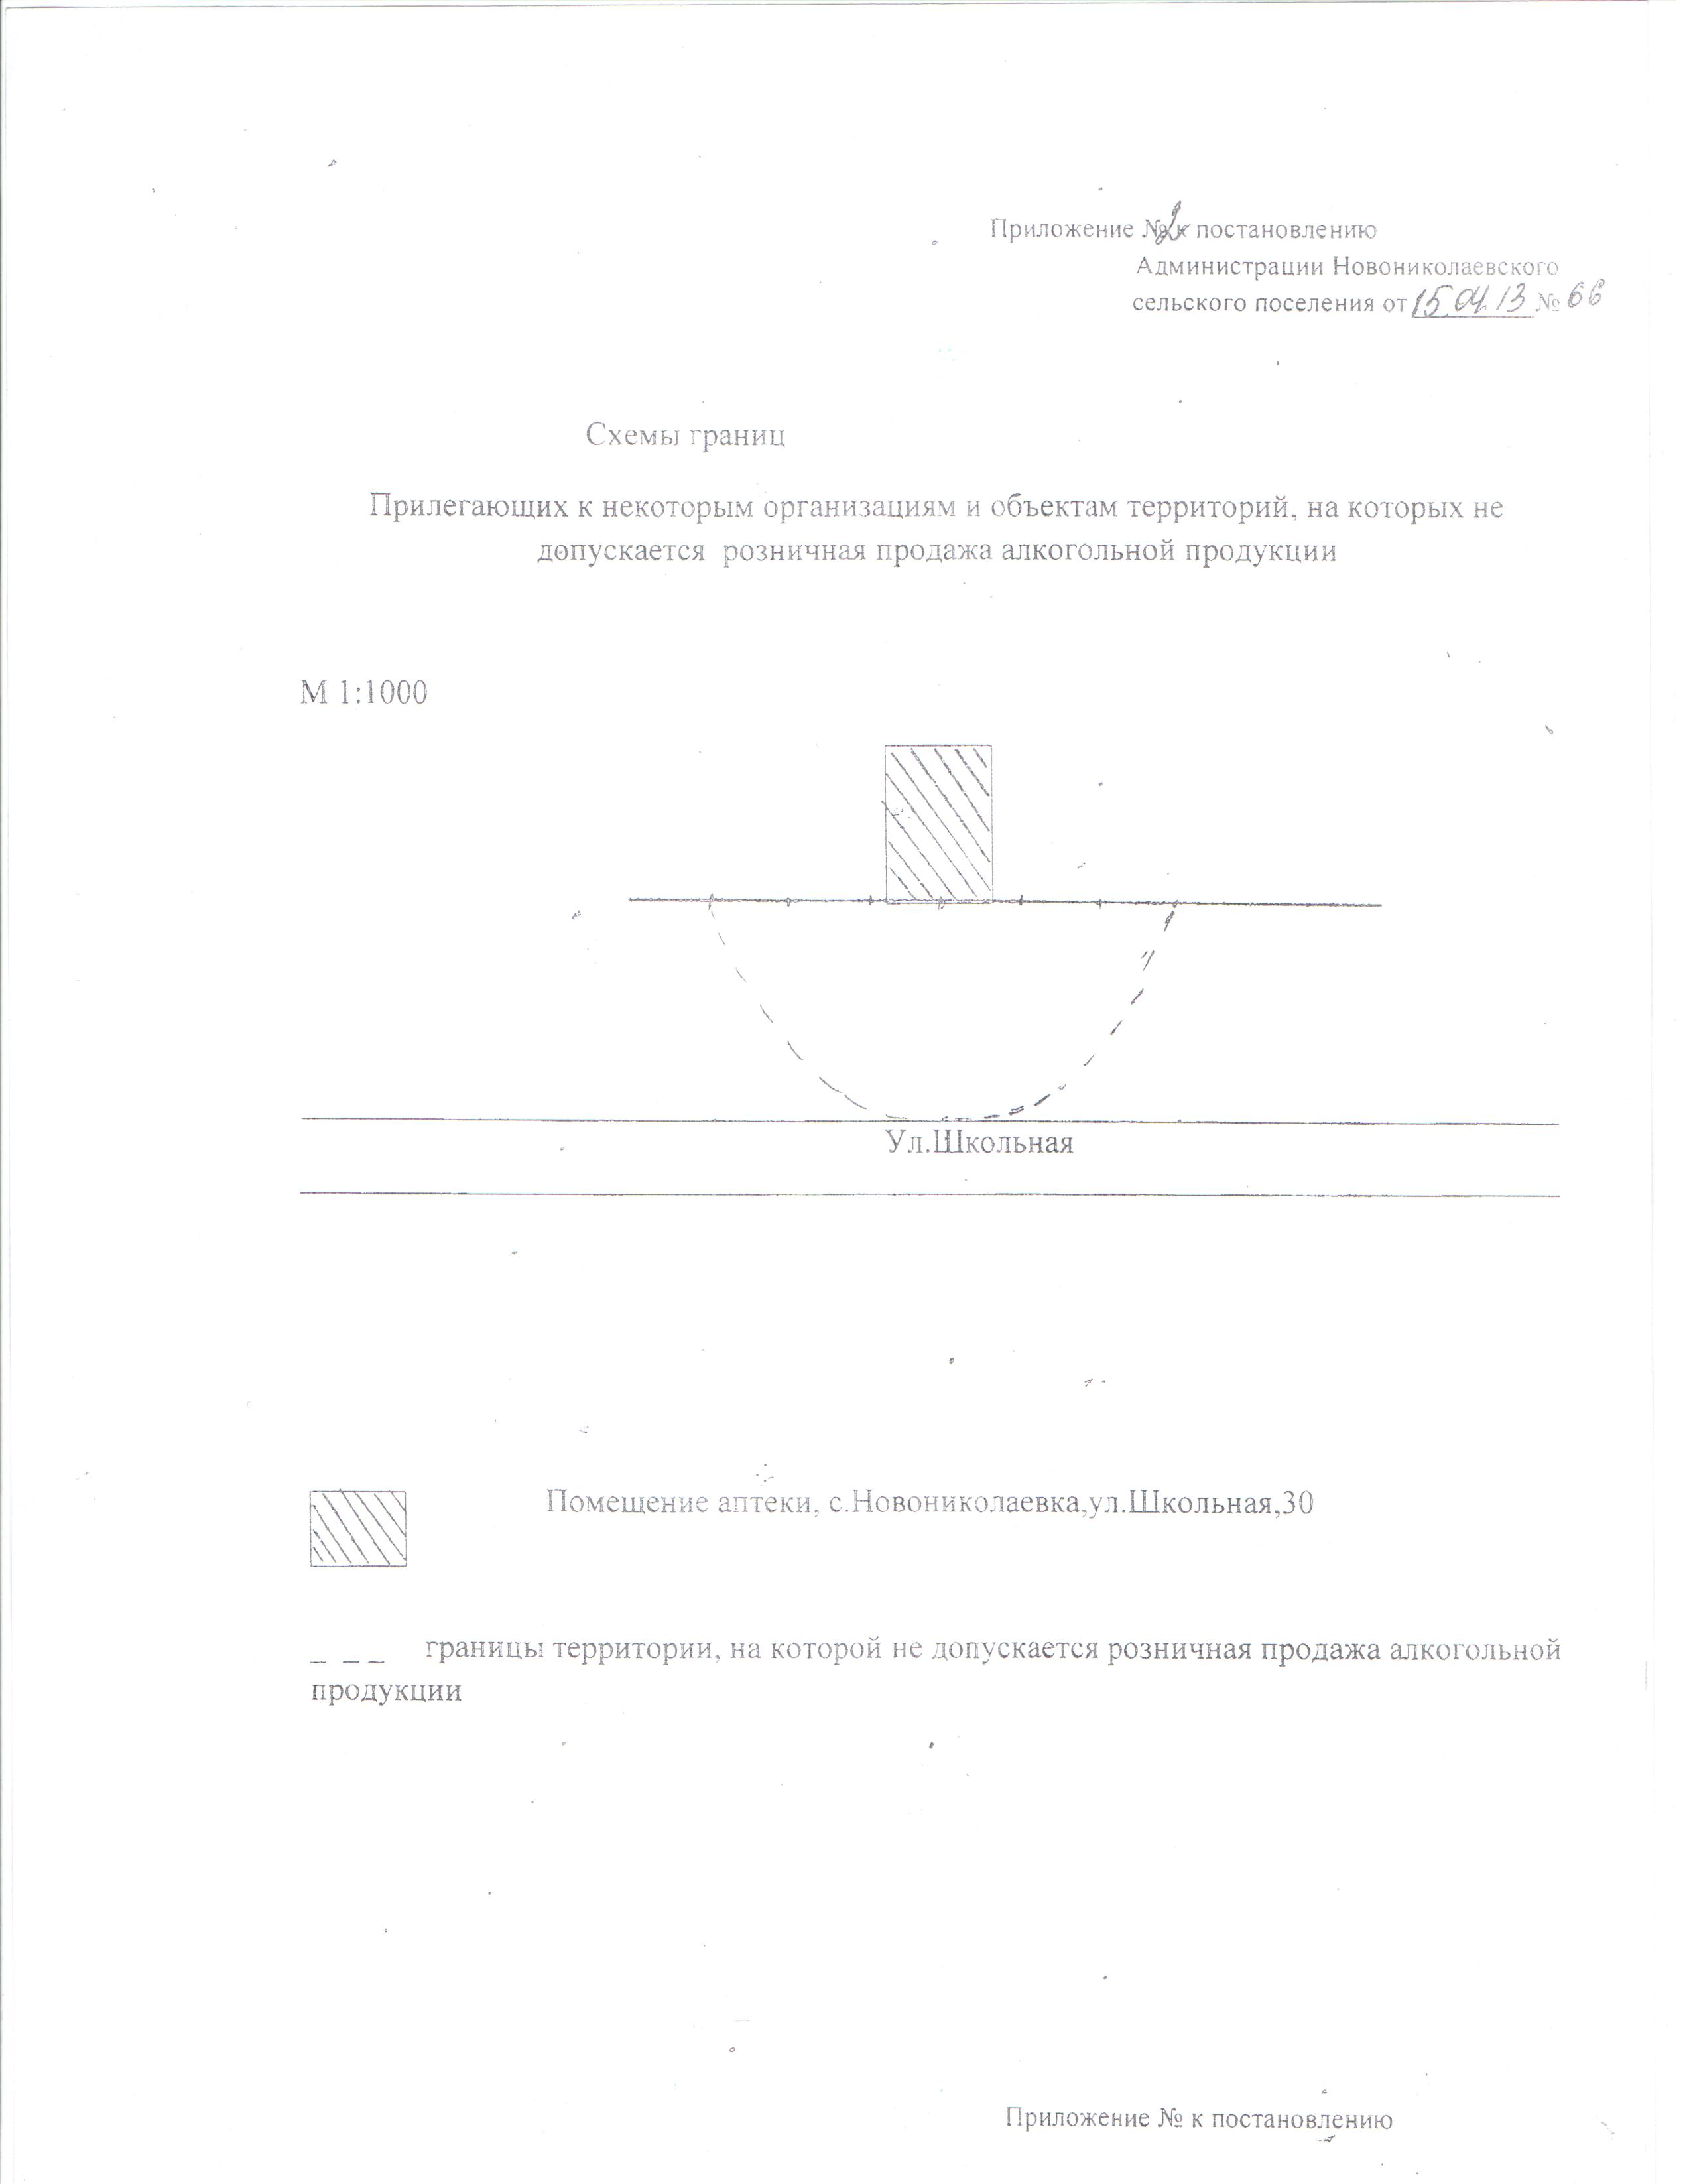 Приложение №2 к постановлению
Администрации Новониколаевского
сельского поселения от 15.04.13 № 66
Схемы границ
Прилегающих к некоторым организациям и объектам территорий, на которых не
допускается розничная продажа алкогольной продукции
М 1:1000
Ул.Школьная
Помещение аптеки, с.Новониколаевка,ул.Школьная,30
_ _ _ границы территории, на которой не допускается розничная продажа алкогольной
продукции
Приложение № к постановлению